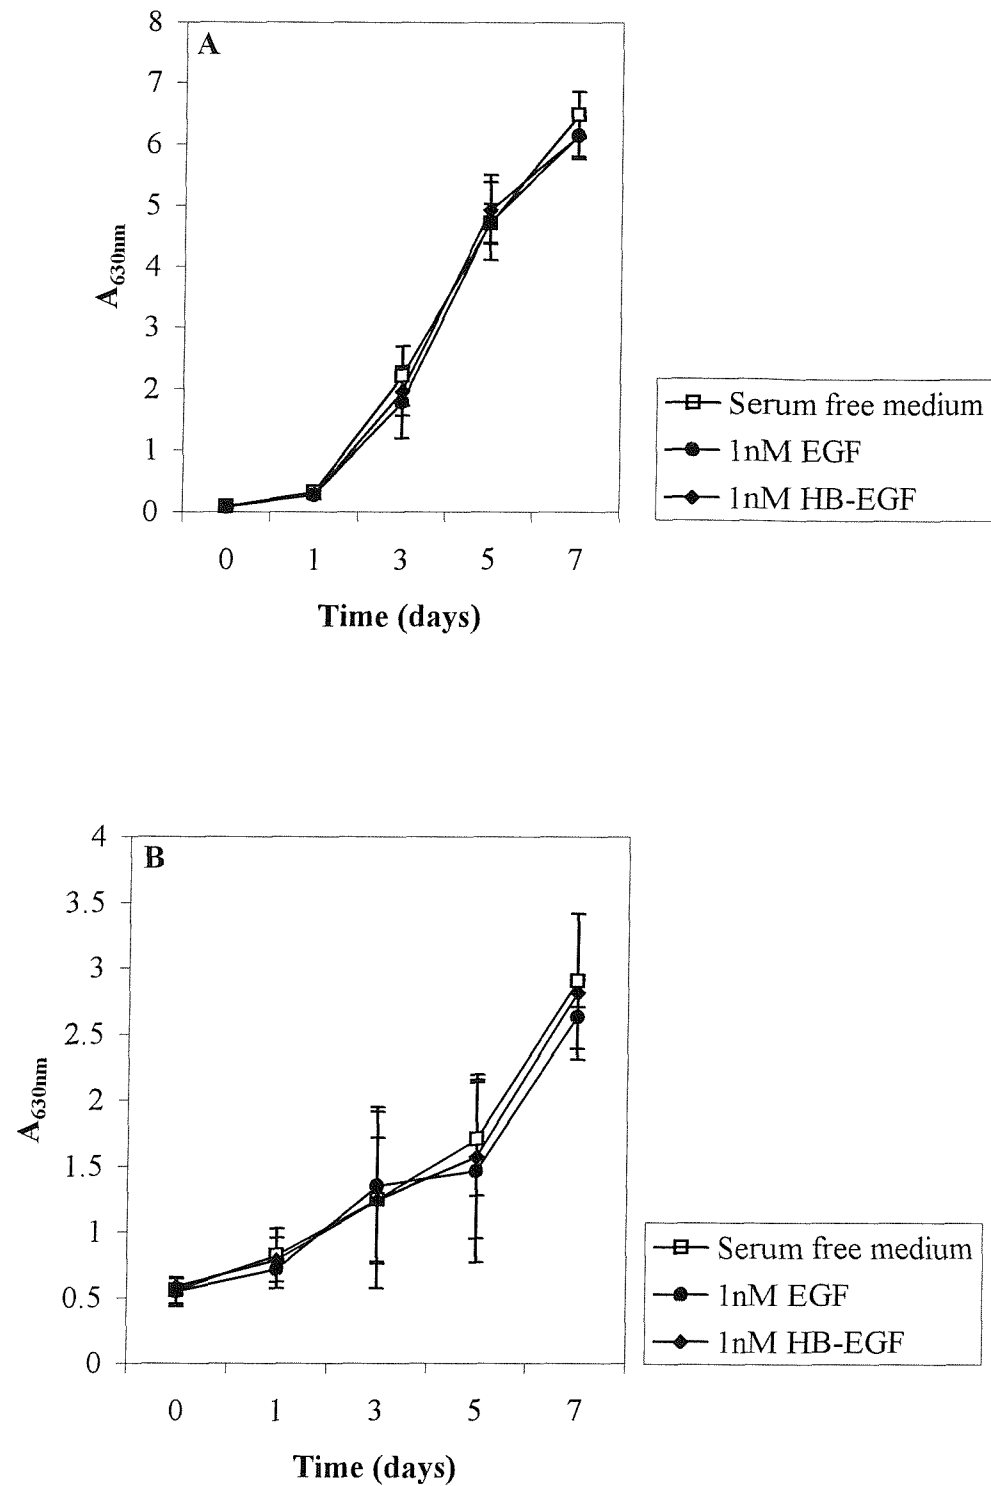 A
8
7
6
5
4
3
2
1
0
A630nm
0 1 3 5 7
Time (days)
Serum free medium
1nM EGF
1nM HB-EGF
B
4
3.5
3
2.5
2
1.5
1
0.5
0
A630nm
0 1 3 5 7
Time (days)
Serum free medium
1nM EGF
1nM HB-EGF